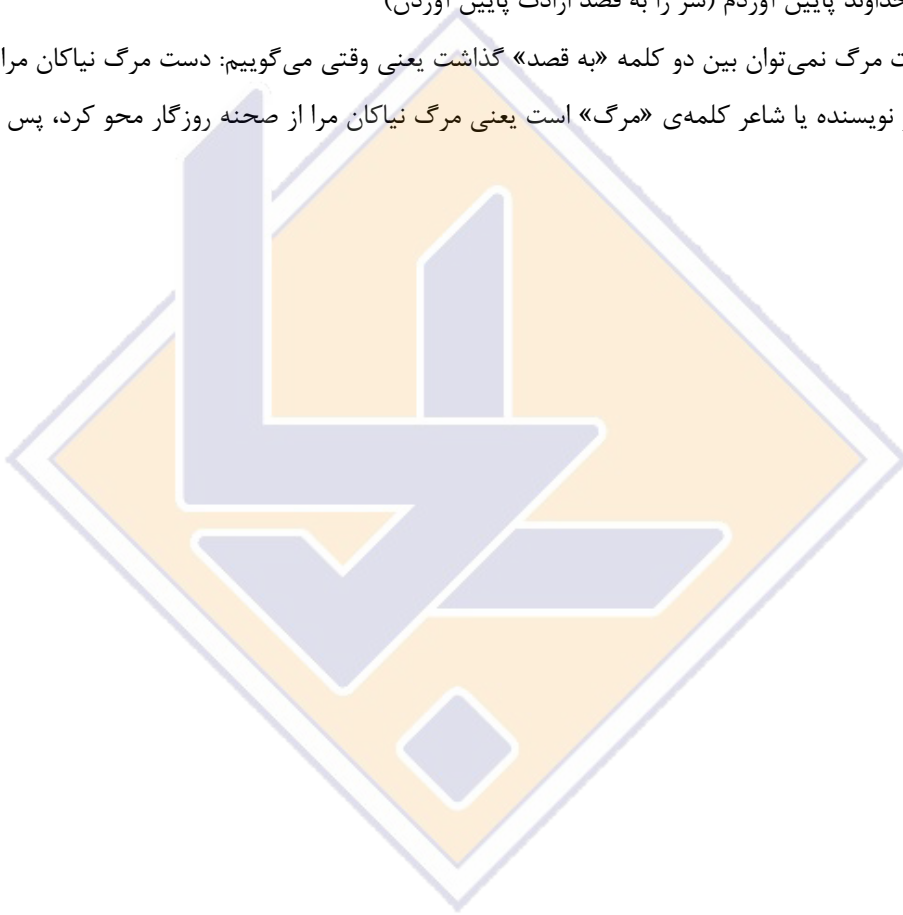 خداوند پایین آوردم (سر را به قصد ارادت پایین آوردن)
ت مرگ نمی‌توان بین دو کلمه «به قصد» گذاشت یعنی وقتی می‌گوییم: دست مرگ نیاکان مرا
نویسنده یا شاعر کلمه‌ی «مرگ» است یعنی مرگ نیاکان مرا از صحنه روزگار محو کرد، پس